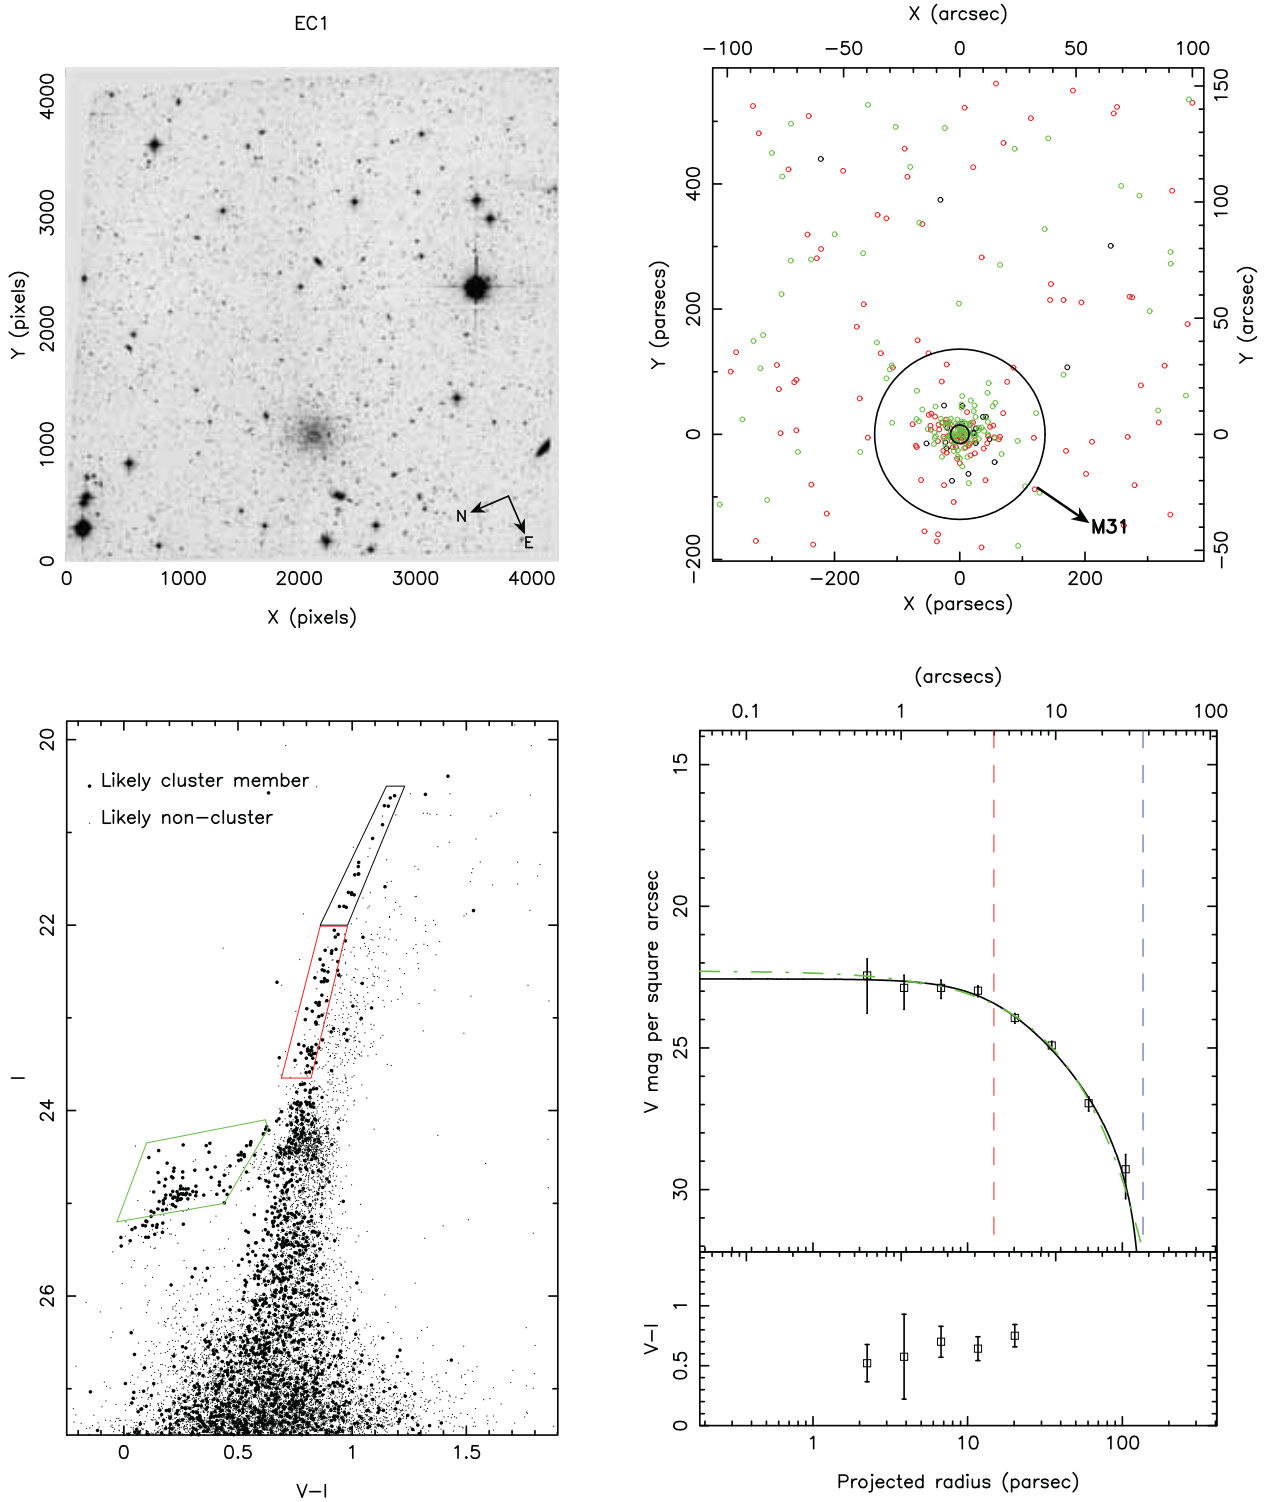 EC1
Y (pixels)
4000
3000
2000
1000
0
N
E
0 1000 2000 3000 4000
X (pixels)
X (arcsec)
−100 −50 0 50 100
Y (parsecs)
400
200
0
−200
150
100
50
0
−50
Y (arcsec)
M31
−200 0 200
X (parsecs)
20
22
24
26
I
Likely cluster member
Likely non−cluster
0 0.5 1 1.5
V−I
(arcsecs)
0.1 1 10 100
V mag per square arcsec
15
20
25
30
V−I
1
0.5
0
1 10 100
Projected radius (parsec)